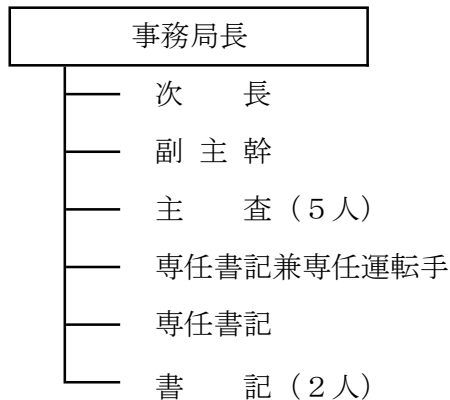 事務局長
次　　長
副 主 幹
主　　査（５人）
専任書記兼専任運転手
専任書記
書　　記（２人）